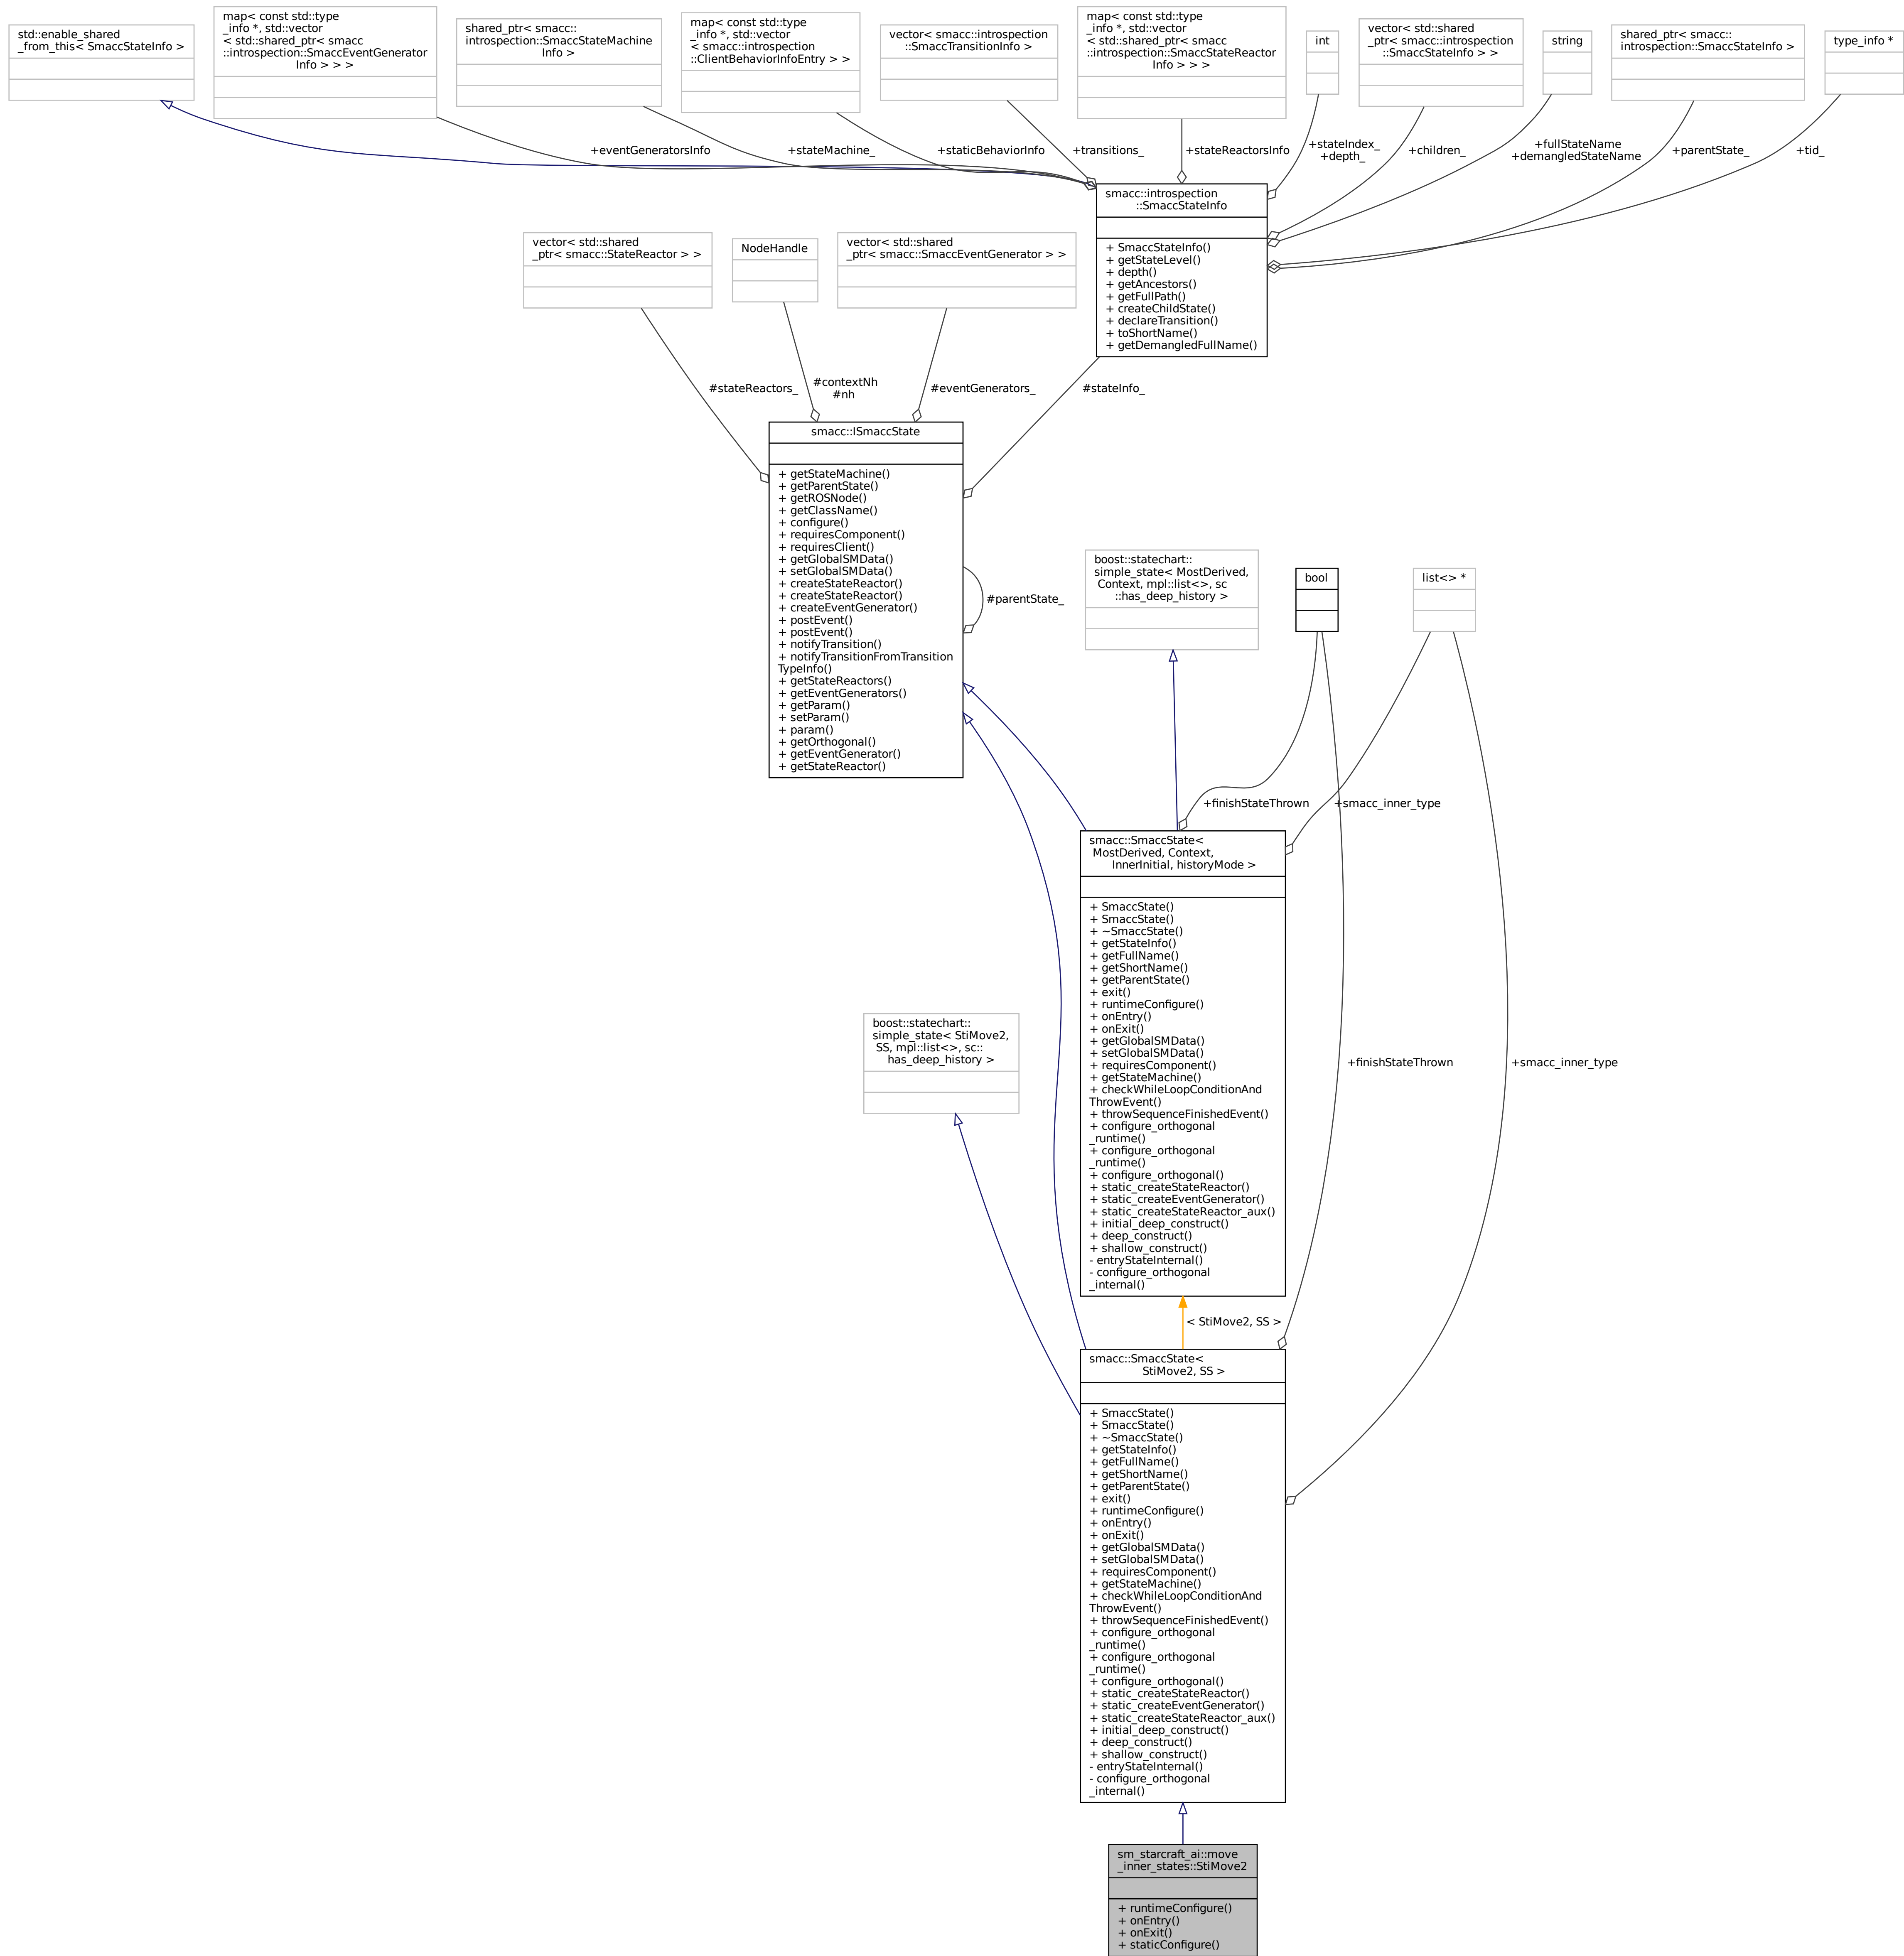 std::enable_shared
_from_this< SmaccStateInfo >
map< const std::type
_info *, std::vector
< std::shared_ptr< smacc
::introspection::SmaccEventGenerator
Info > > >
shared_ptr< smacc::
introspection::SmaccStateMachine
Info >
map< const std::type
_info *, std::vector
< smacc::introspection
::ClientBehaviorInfoEntry > >
vector< smacc::introspection
::SmaccTransitionInfo >
map< const std::type
_info *, std::vector
< std::shared_ptr< smacc
::introspection::SmaccStateReactor
Info > > >
int
vector< std::shared
_ptr< smacc::introspection
::SmaccStateInfo > >
string
shared_ptr< smacc::
introspection::SmaccStateInfo >
type_info *
+eventGeneratorsInfo
+stateMachine_
+staticBehaviorInfo
+transitions_
+stateReactorsInfo
+stateIndex_
+depth_
+children_
+fullStateName
+demangledStateName
+parentState_
+tid_
smacc::introspection
::SmaccStateInfo
+ SmaccStateInfo()
+ getStateLevel()
+ depth()
+ getAncestors()
+ getFullPath()
+ createChildState()
+ declareTransition()
+ toShortName()
+ getDemangledFullName()
vector< std::shared
_ptr< smacc::StateReactor > >
NodeHandle
vector< std::shared
_ptr< smacc::SmaccEventGenerator > >
#stateReactors_
#contextNh
#nh
#eventGenerators_
#stateInfo_
smacc::ISmaccState
+ getStateMachine()
+ getParentState()
+ getROSNode()
+ getClassName()
+ configure()
+ requiresComponent()
+ requiresClient()
+ getGlobalSMData()
+ setGlobalSMData()
+ createStateReactor()
+ createStateReactor()
+ createEventGenerator()
+ postEvent()
+ postEvent()
+ notifyTransition()
+ notifyTransitionFromTransition
TypeInfo()
+ getStateReactors()
+ getEventGenerators()
+ getParam()
+ setParam()
+ param()
+ getOrthogonal()
+ getEventGenerator()
+ getStateReactor()
#parentState_
boost::statechart::
simple_state< MostDerived,
Context, mpl::list<>, sc
::has_deep_history >
bool
list<> *
+finishStateThrown
+smacc_inner_type
smacc::SmaccState<
MostDerived, Context,
InnerInitial, historyMode >
+ SmaccState()
+ SmaccState()
+ ~SmaccState()
+ getStateInfo()
+ getFullName()
+ getShortName()
+ getParentState()
+ exit()
+ runtimeConfigure()
+ onEntry()
+ onExit()
+ getGlobalSMData()
+ setGlobalSMData()
+ requiresComponent()
+ getStateMachine()
+ checkWhileLoopConditionAnd
ThrowEvent()
+ throwSequenceFinishedEvent()
+ configure_orthogonal
_runtime()
+ configure_orthogonal
_runtime()
+ configure_orthogonal()
+ static_createStateReactor()
+ static_createEventGenerator()
+ static_createStateReactor_aux()
+ initial_deep_construct()
+ deep_construct()
+ shallow_construct()
- entryStateInternal()
- configure_orthogonal
_internal()
boost::statechart::
simple_state< StiMove2,
SS, mpl::list<>, sc::
has_deep_history >
+finishStateThrown
+smacc_inner_type
< StiMove2, SS >
smacc::SmaccState<
StiMove2, SS >
+ SmaccState()
+ SmaccState()
+ ~SmaccState()
+ getStateInfo()
+ getFullName()
+ getShortName()
+ getParentState()
+ exit()
+ runtimeConfigure()
+ onEntry()
+ onExit()
+ getGlobalSMData()
+ setGlobalSMData()
+ requiresComponent()
+ getStateMachine()
+ checkWhileLoopConditionAnd
ThrowEvent()
+ throwSequenceFinishedEvent()
+ configure_orthogonal
_runtime()
+ configure_orthogonal
_runtime()
+ configure_orthogonal()
+ static_createStateReactor()
+ static_createEventGenerator()
+ static_createStateReactor_aux()
+ initial_deep_construct()
+ deep_construct()
+ shallow_construct()
- entryStateInternal()
- configure_orthogonal
_internal()
sm_starcraft_ai::move
_inner_states::StiMove2
+ runtimeConfigure()
+ onEntry()
+ onExit()
+ staticConfigure()